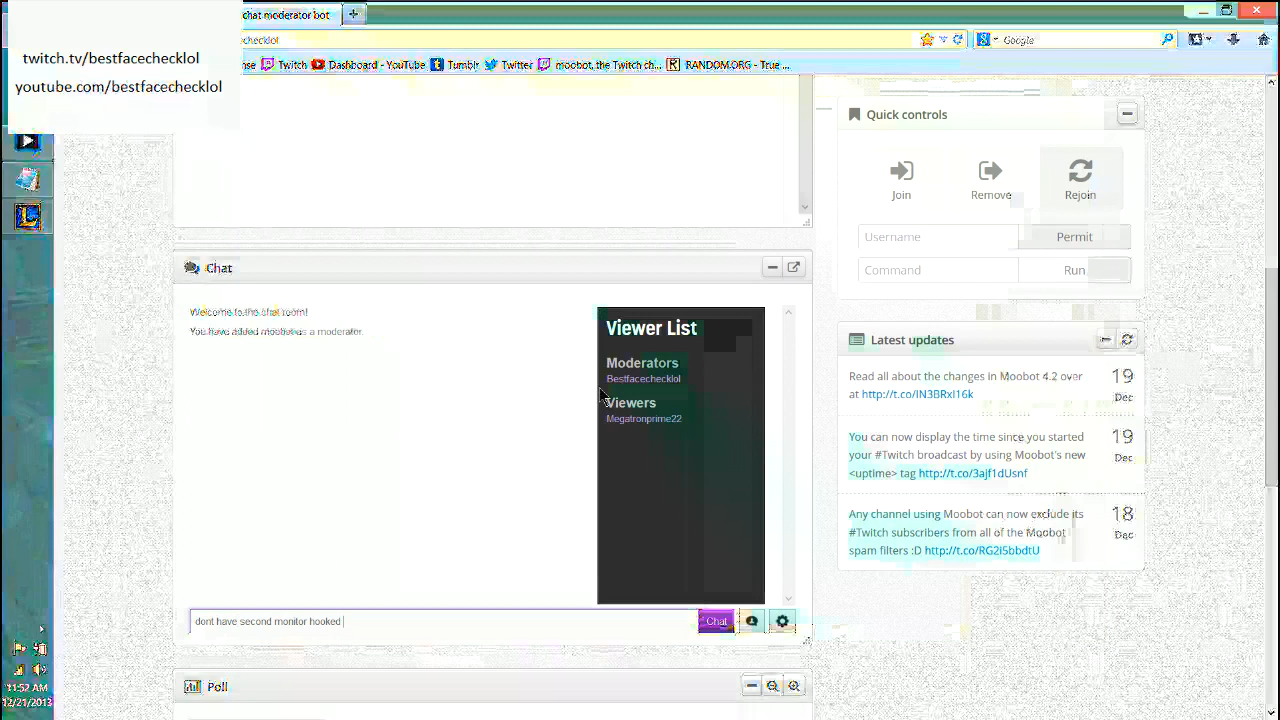 chat moderator bot
checklol
Google
twitch.tv/bestfacechecklol
youtube.com/bestfacechecklol
Twitch
Dashboard - YouTube
Tumblr
Twitter
moobot, the Twitch ch...
RANDOM.ORG - True ...
Quick controls
Join
Remove
Rejoin
Username
Permit
Command
Run
Chat
Welcome to the chat room!
You have added moobot as a moderator.
Viewer List
Moderators
Bestfacechecklol
Viewers
Megatronprime22
dont have second monitor hooked
Chat
Latest updates
Read all about the changes in Moobot 4.2 over
at http://t.co/lN3BRxI16k
19
Dec
You can now display the time since you started
your #Twitch broadcast by using Moobot's new
<uptime> tag http://t.co/3ajf1dUsnf
19
Dec
Any channel using Moobot can now exclude its
#Twitch subscribers from all of the Moobot
spam filters :D http://t.co/RG2i5bbdtU
18
Dec
Poll
11:52 AM
12/21/2013